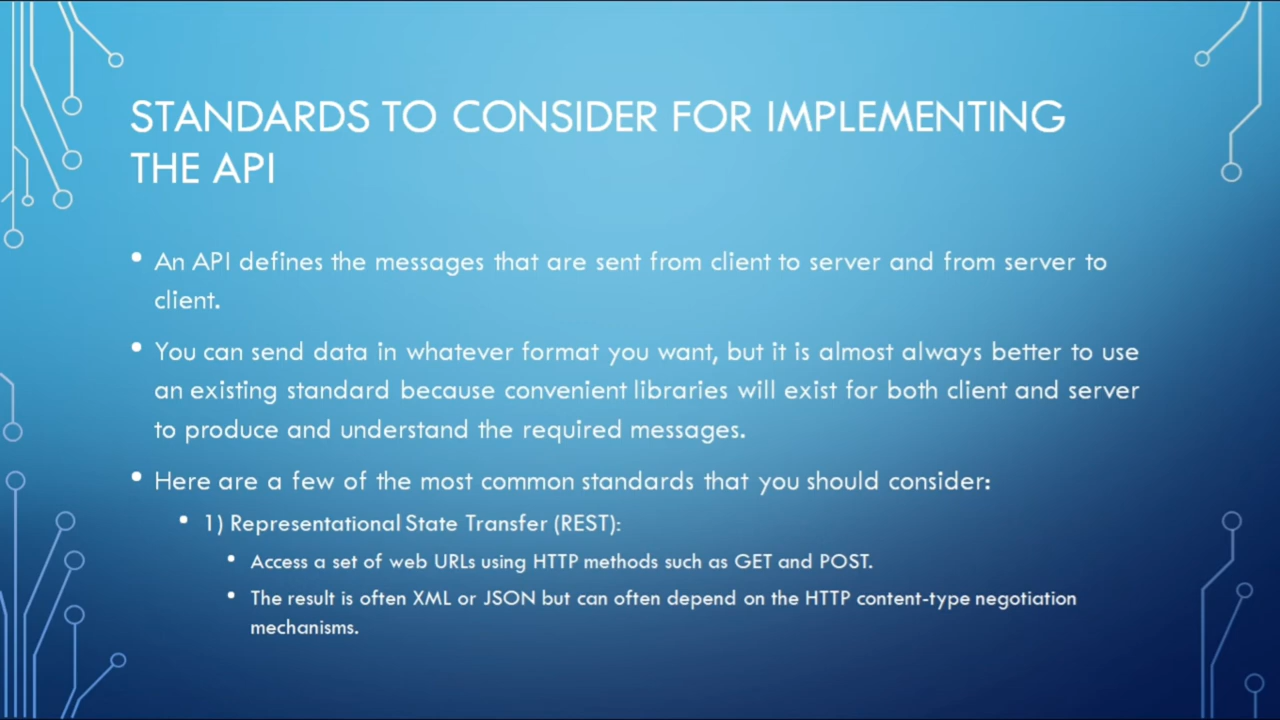 STANDARDS TO CONSIDER FOR IMPLEMENTING
THE API
• An API defines the messages that are sent from client to server and from server to
client.
• You can send data in whatever format you want, but it is almost always better to use
an existing standard because convenient libraries will exist for both client and server
to produce and understand the required messages.
• Here are a few of the most common standards that you should consider:
• 1) Representational State Transfer (REST):
• Access a set of web URLs using HTTP methods such as GET and POST.
• The result is often XML or JSON but can often depend on the HTTP content-type negotiation
mechanisms.